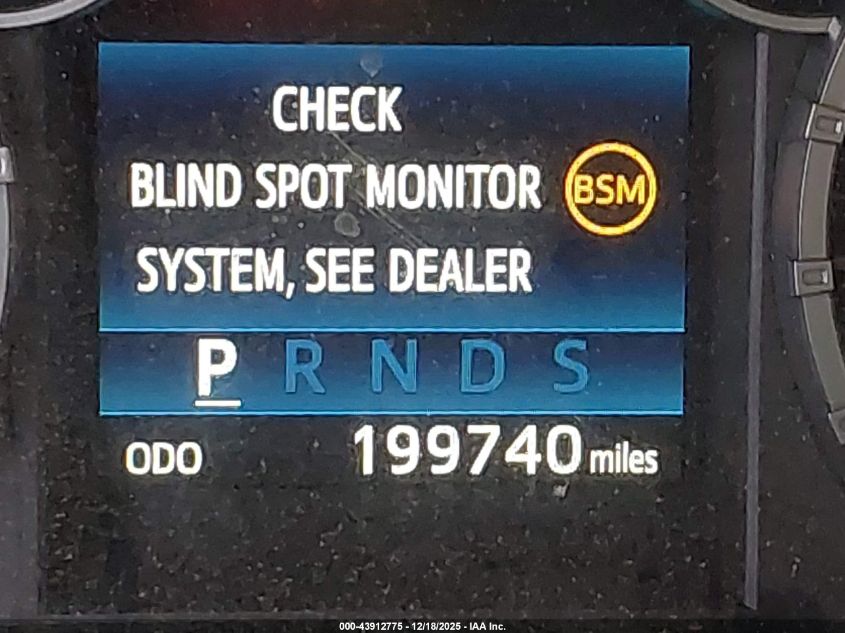 CHECK
BLIND SPOT MONITOR BSM
SYSTEM, SEE DEALER
P R N D S
ODO 199740 miles
000-43912775 - 12/18/2025 - IAA Inc.